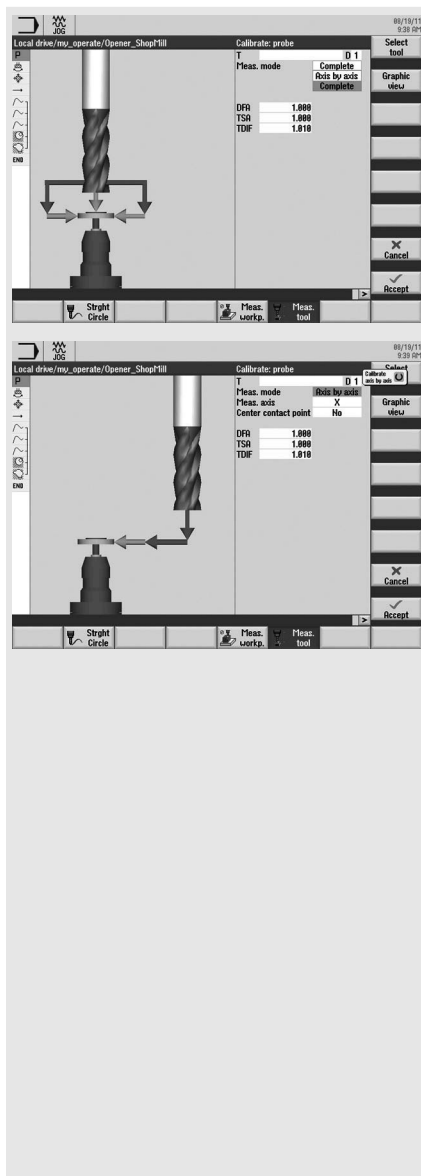 JOG
08/19/11
9:38 AM
Local drive/my_operate/Opener_ShopMill
Calibrate: probe
Select tool
P
T D 1
Meas. mode Complete
Axis by axis
Complete
Graphic view
DFA 1.000
TSA 1.000
TDIF 1.010
END
Cancel
Accept
>
Strght Circle
Meas. workp.
Meas. tool
JOG
08/19/11
9:39 AM
Local drive/my_operate/Opener_ShopMill
Calibrate: probe
Select
Calibrate axis by axis
P
T D 1
Meas. mode Axis by axis
Meas. axis X
Center contact point No
Graphic view
DFA 1.000
TSA 1.000
TDIF 1.010
END
Cancel
Accept
>
Strght Circle
Meas. workp.
Meas. tool